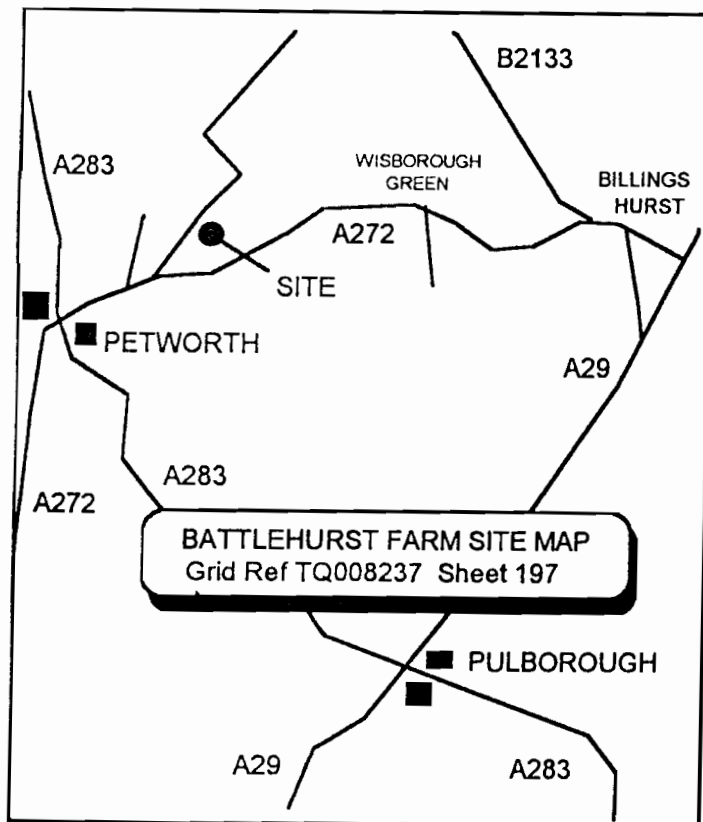 B2133
A283
WISBOROUGH
GREEN
BILLINGS
HURST
A272
SITE
PETWORTH
A29
A283
A272
BATTLEHURST FARM SITE MAP
Grid Ref TQ008237 Sheet 197
PULBOROUGH
A29
A283